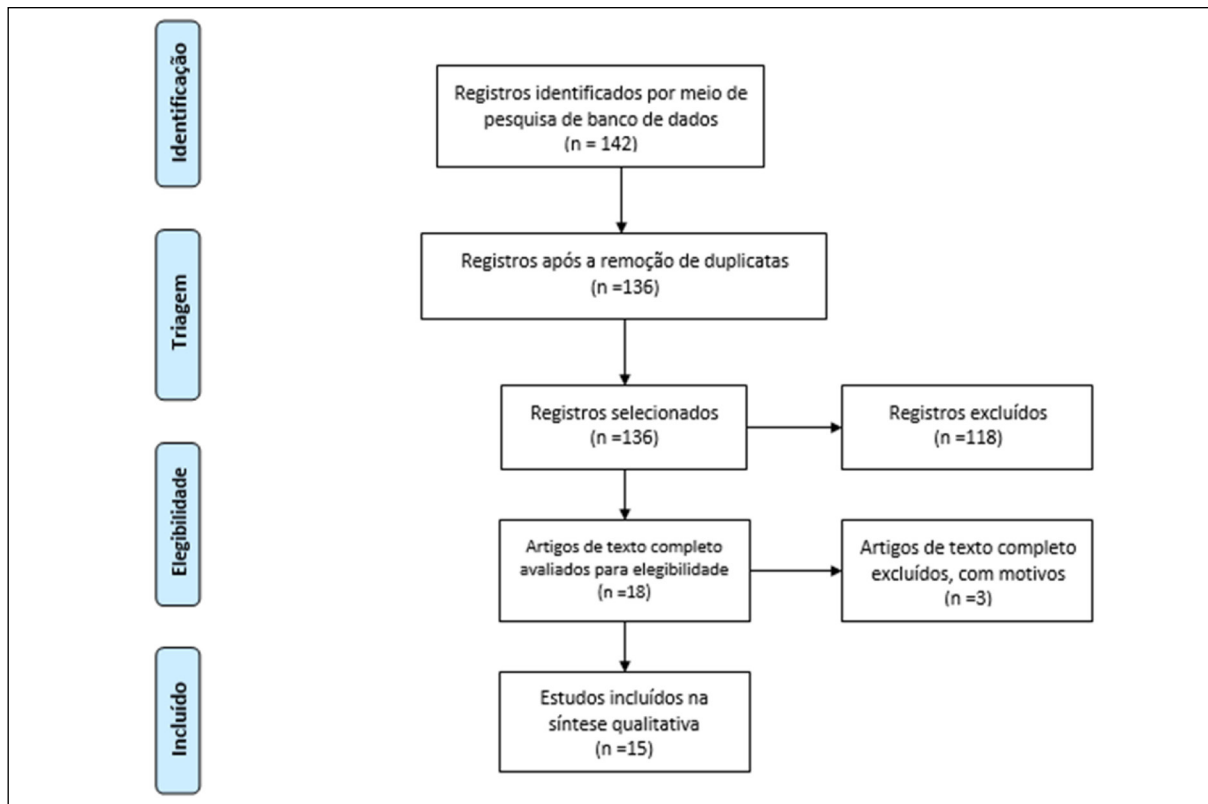 Identificação
Registros identificados por meio de
pesquisa de banco de dados
(n = 142)
Triagem
Registros após a remoção de duplicatas
(n =136)
Registros selecionados
(n =136)
Registros excluídos
(n =118)
Elegibilidade
Artigos de texto completo
avaliados para elegibilidade
(n =18)
Artigos de texto completo
excluídos, com motivos
(n =3)
Incluído
Estudos incluídos na
síntese qualitativa
(n =15)